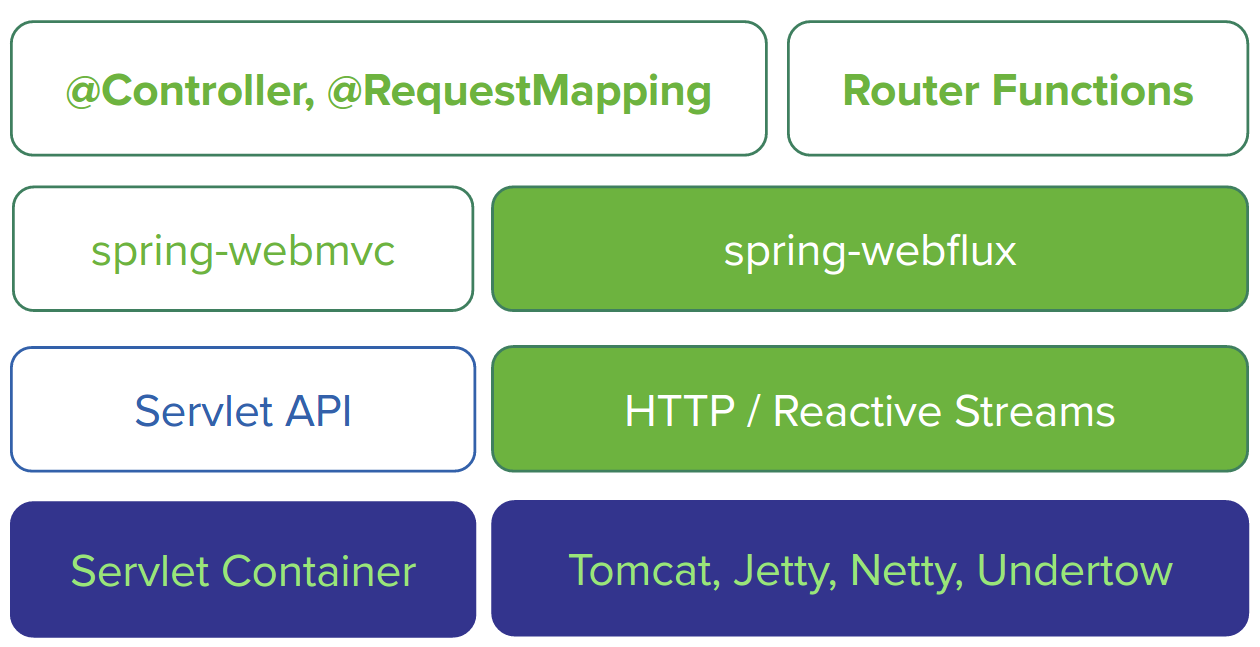 @Controller, @RequestMapping
Router Functions
spring-webmvc
spring-webflux
Servlet API
HTTP / Reactive Streams
Servlet Container
Tomcat, Jetty, Netty, Undertow